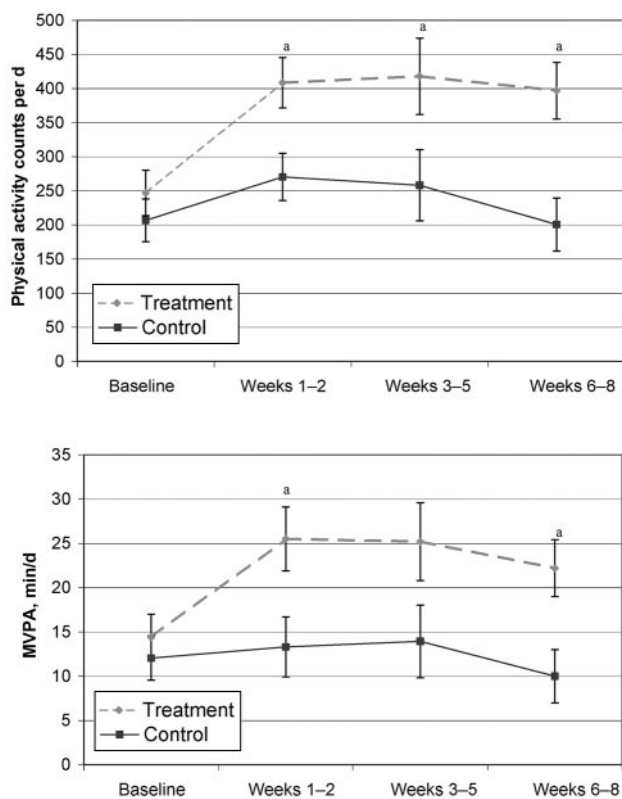 Physical activity counts per d
500
450
400
350
300
250
200
150
100
50
0
a
a
a
Treatment
Control
Baseline
Weeks 1–2
Weeks 3–5
Weeks 6–8
MVPA, min/d
35
30
25
20
15
10
5
0
a
a
Treatment
Control
Baseline
Weeks 1–2
Weeks 3–5
Weeks 6–8